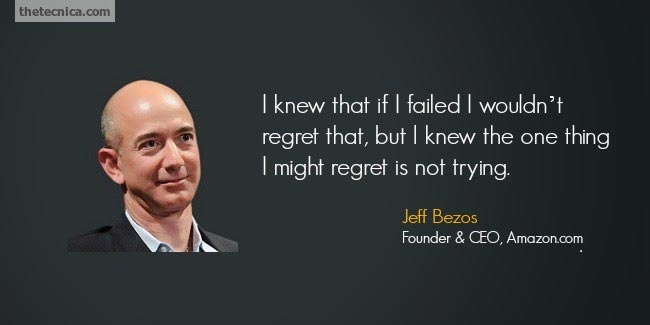 thetecnica.com
I knew that if I failed I wouldn't
regret that, but I knew the one thing
I might regret is not trying.
Jeff Bezos
Founder & CEO, Amazon.com